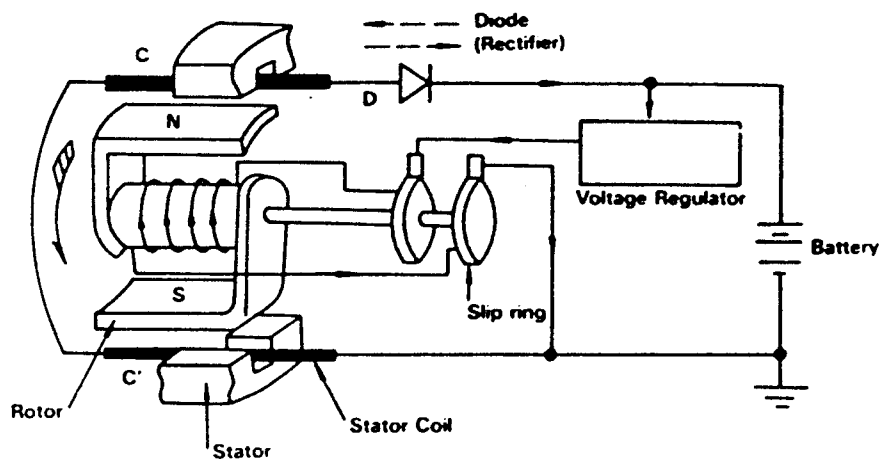 Diode
(Rectifier)
C
D
N
Voltage Regulator
Battery
S
Slip ring
C'
Rotor
Stator Coil
Stator